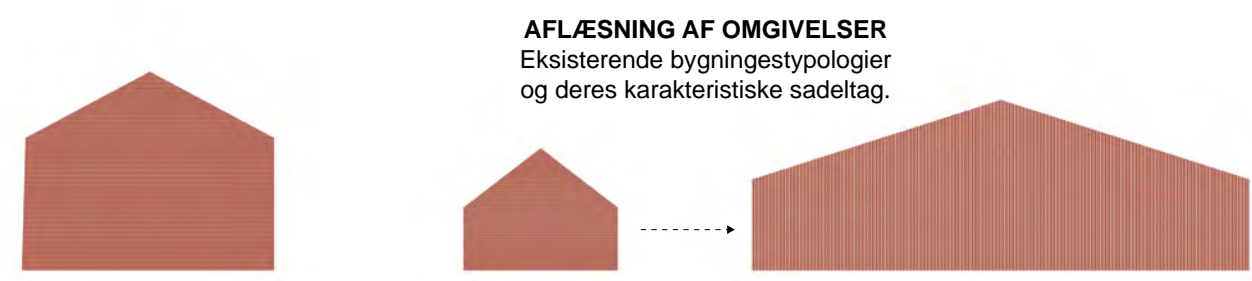 AFLÆSNING AF OMGIVELSER
Eksisterende bygningestypologier
og deres karakteristiske sadeltag.